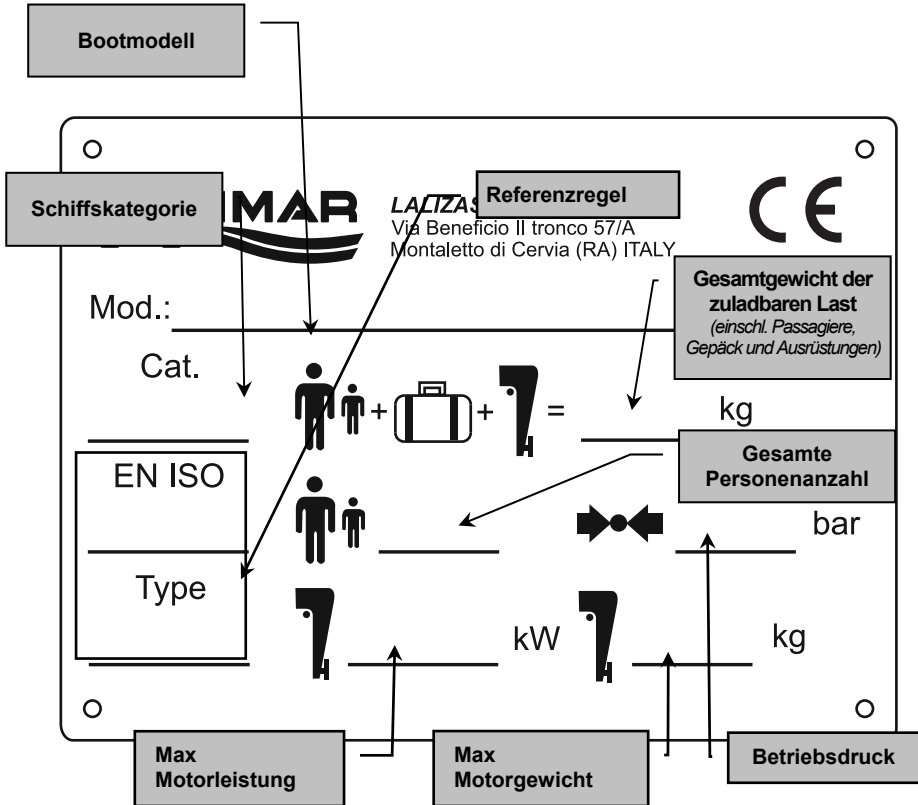 Bootmodell
Schiffskategorie
MAR
Referenzregel
Via Beneficio II tronco 57/A
Montaletto di Cervia (RA) ITALY
CE
Gesamtgewicht der
zuladbaren Last
(einschl. Passagiere,
Gepäck und Ausrüstungen)
Mod.:
Cat.
+
+
=
kg
Gesamte
Personenanzahl
EN ISO
bar
Type
kW
kg
Max
Motorleistung
Max
Motorgewicht
Betriebsdruck